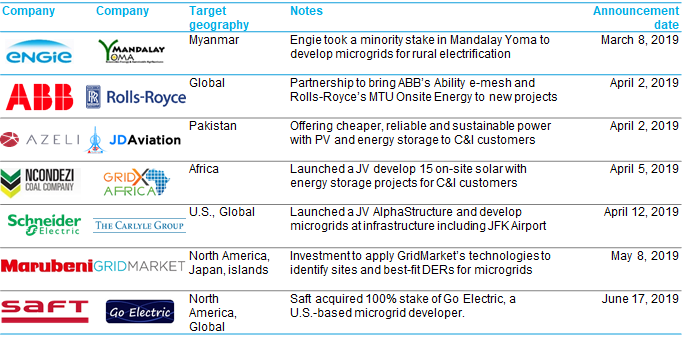 Company Company Target geography Notes Announcement date
ENGIE MANDALAY YOMA Myanmar Engie took a minority stake in Mandalay Yoma to March 8, 2019
develop microgrids for rural electrification
ABB Rolls-Royce Global Partnership to bring ABB's Ability e-mesh and April 2, 2019
Rolls-Royce's MTU Onsite Energy to new projects
AZELI JDAviation Pakistan Offering cheaper, reliable and sustainable power April 2, 2019
with PV and energy storage to C&I customers
NCONDEZI COAL COMPANY GRIDX AFRICA Africa Launched a JV develop 15 on-site solar with April 5, 2019
energy storage projects for C&I customers
Schneider Electric THE CARLYLE GROUP U.S., Global Launched a JV AlphaStructure and develop April 12, 2019
microgrids at infrastructure including JFK Airport
Marubeni GRIDMARKET North America, Investment to apply GridMarket's technologies to May 8, 2019
Japan, islands identify sites and best-fit DERs for microgrids
SAFT Go Electric North Saft acquired 100% stake of Go Electric, a June 17, 2019
America, U.S.-based microgrid developer.
Global